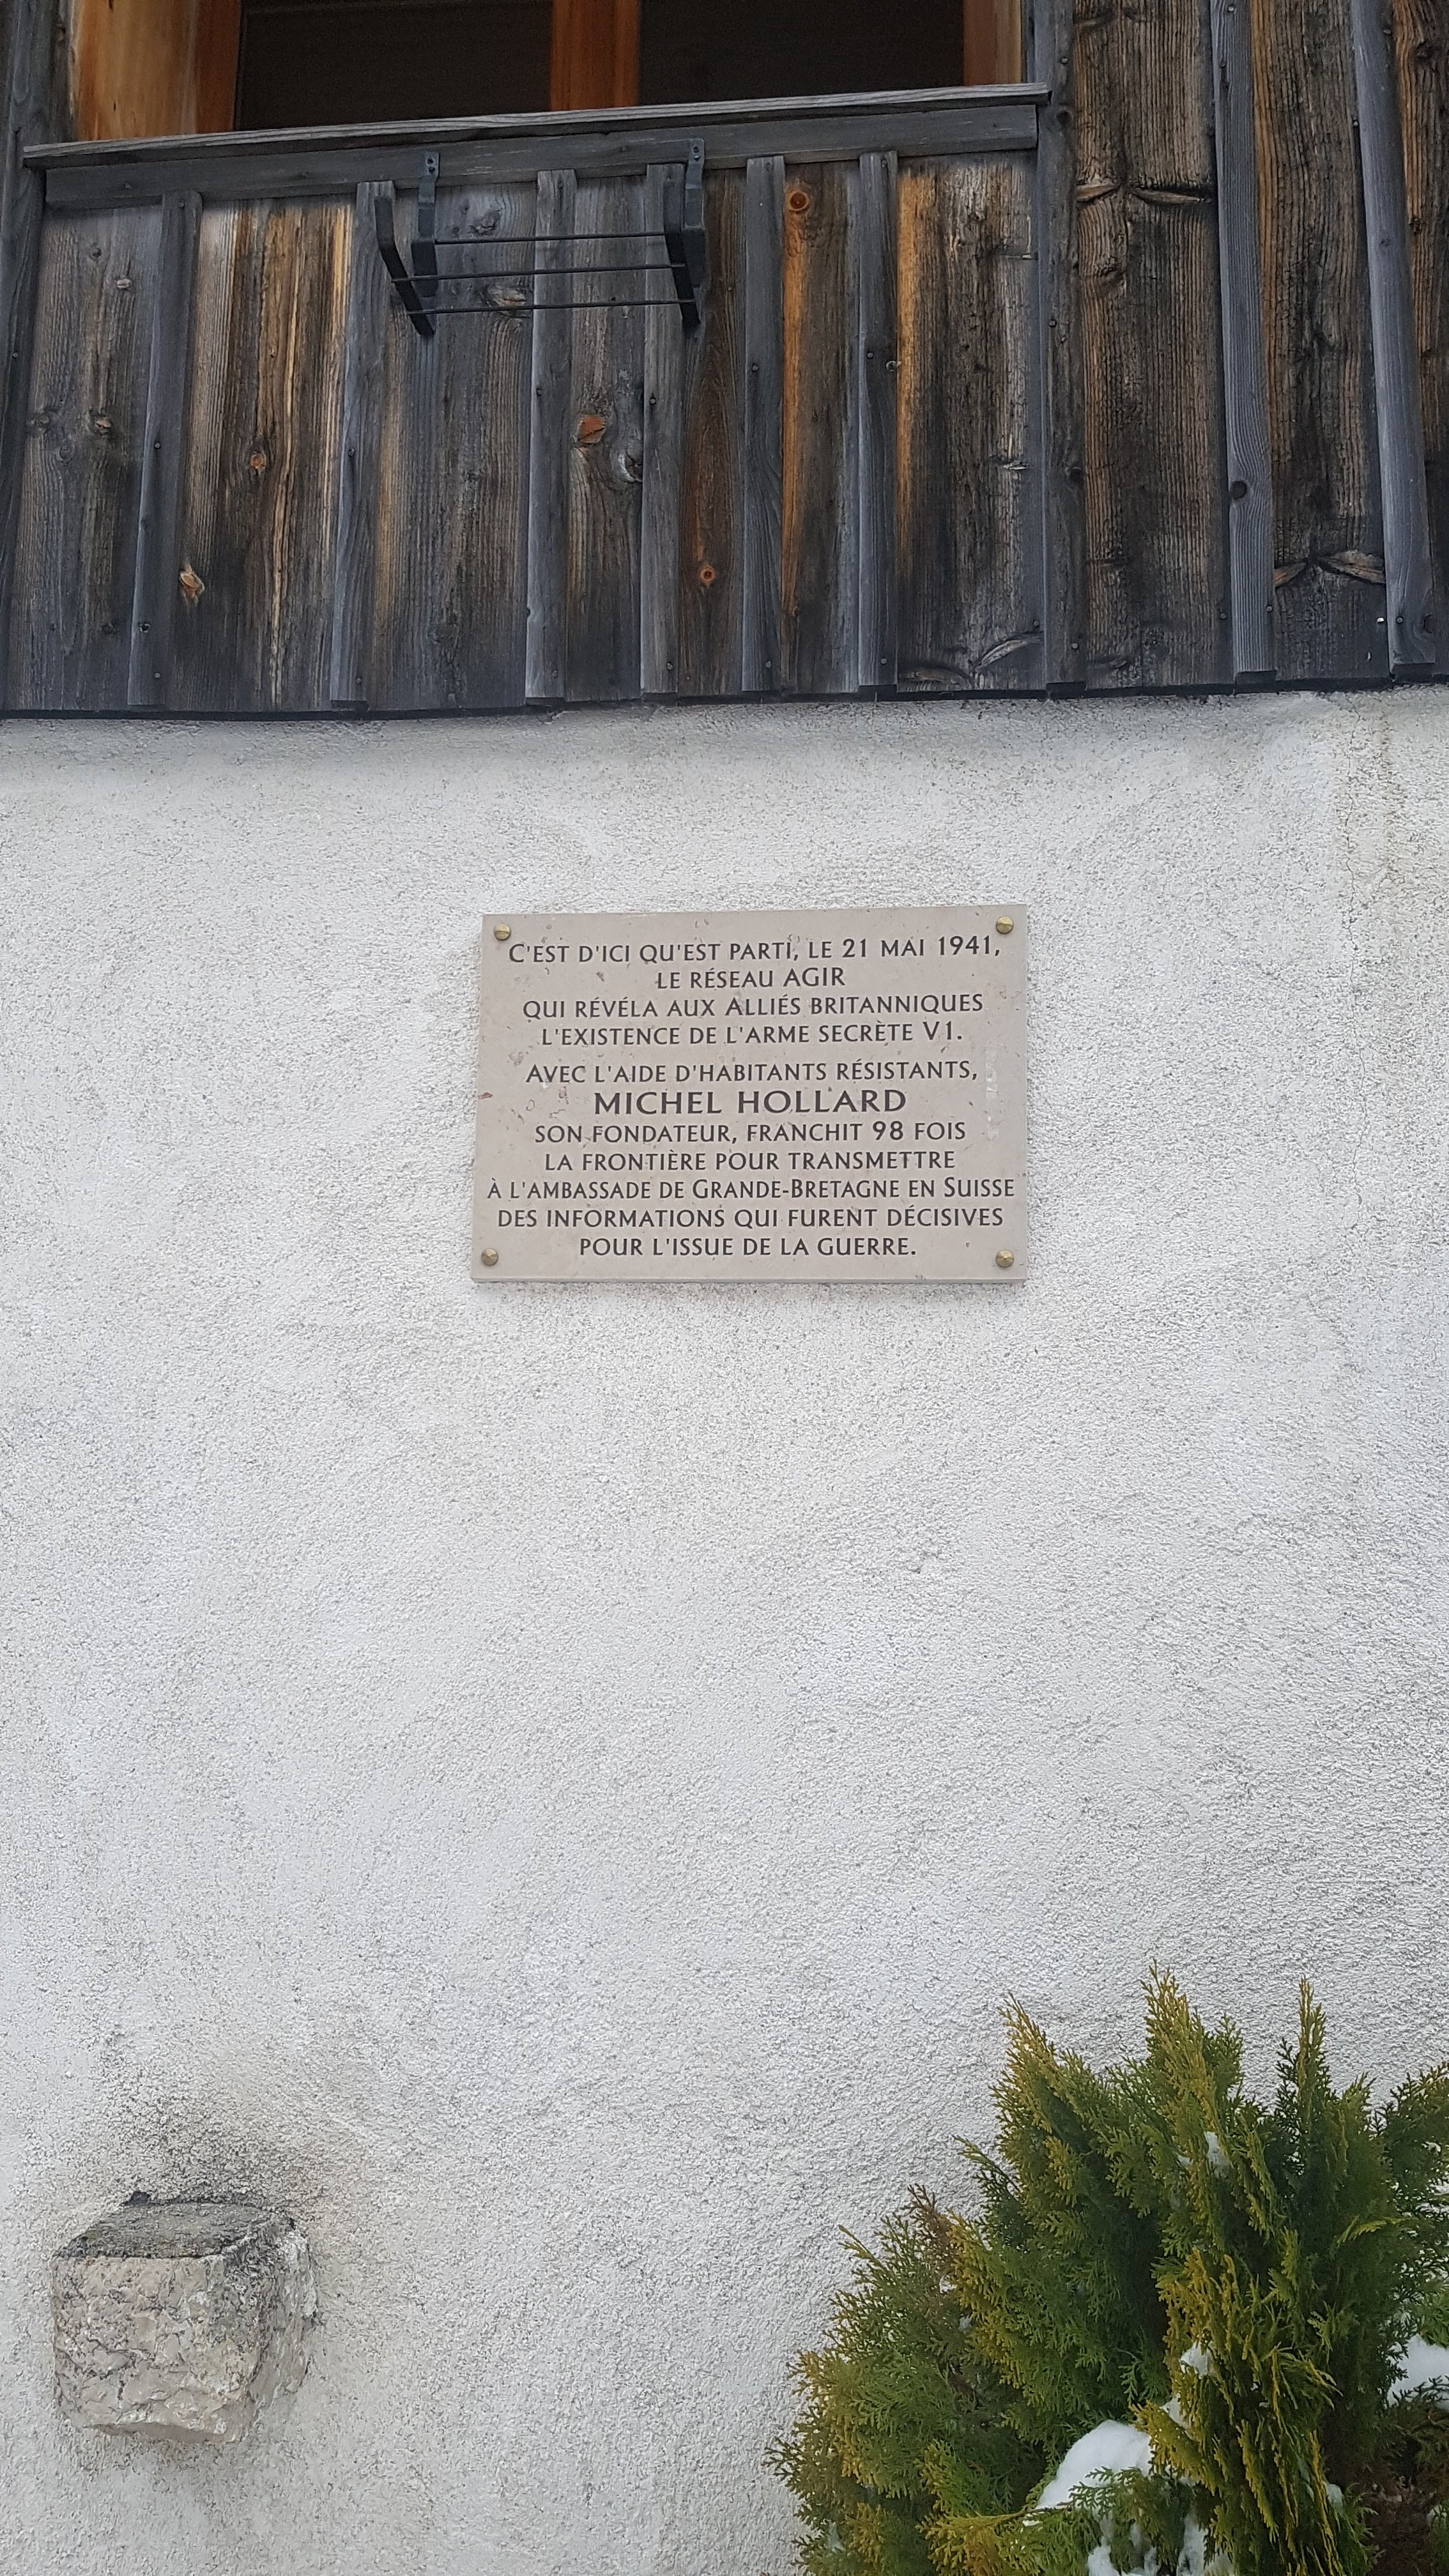 C'EST D'ICI QU'EST PARTI, LE 21 MAI 1941,
LE RÉSEAU AGIR
QUI RÉVÉLA AUX ALLIÉS BRITANNIQUES
L'EXISTENCE DE L'ARME SECRÈTE V1.
AVEC L'AIDE D'HABITANTS RÉSISTANTS,
MICHEL HOLLARD
SON FONDATEUR, FRANCHIT 98 FOIS
LA FRONTIÈRE POUR TRANSMETTRE
À L'AMBASSADE DE GRANDE-BRETAGNE EN SUISSE
DES INFORMATIONS QUI FURENT DÉCISIVES
POUR L'ISSUE DE LA GUERRE.